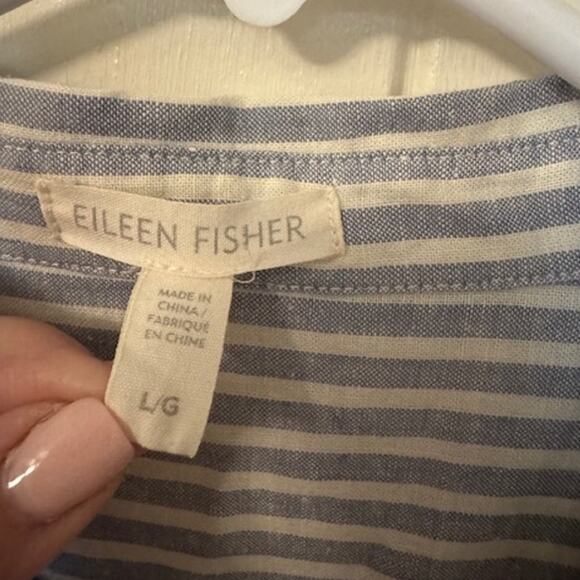 EILEEN FISHER
MADE IN
CHINA /
FABRIQUÉ
EN CHINE
L/G